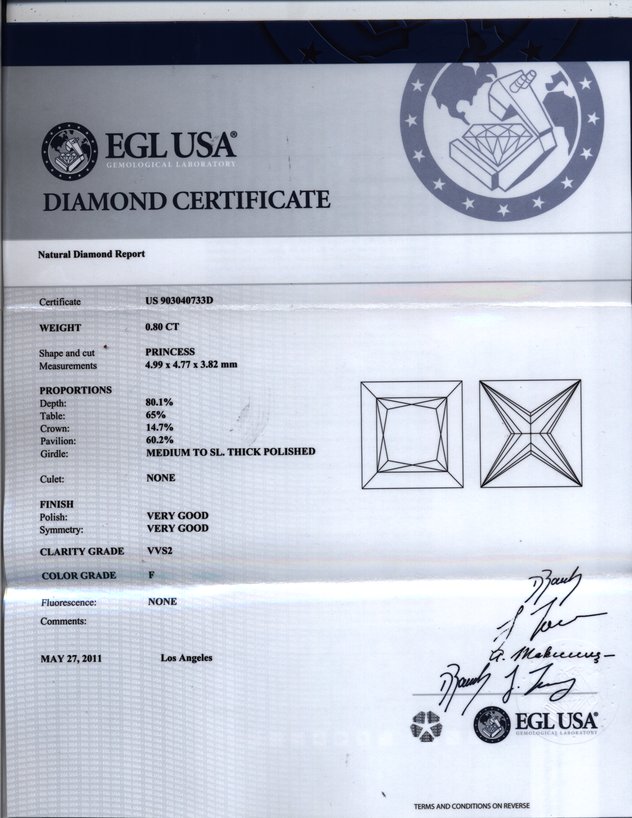 EGL USA®
GEMOLOGICAL LABORATORY
DIAMOND CERTIFICATE
Natural Diamond Report
Certificate US 903040733D
WEIGHT 0.80 CT
Shape and cut PRINCESS
Measurements 4.99 x 4.77 x 3.82 mm
PROPORTIONS
Depth: 80.1%
Table: 65%
Crown: 14.7%
Pavilion: 60.2%
Girdle: MEDIUM TO SL. THICK POLISHED
Culet: NONE
FINISH
Polish: VERY GOOD
Symmetry: VERY GOOD
CLARITY GRADE VVS2
COLOR GRADE F
Fluorescence: NONE
Comments:
MAY 27, 2011 Los Angeles
EGL USA®
GEMOLOGICAL LABORATORY
TERMS AND CONDITIONS ON REVERSE